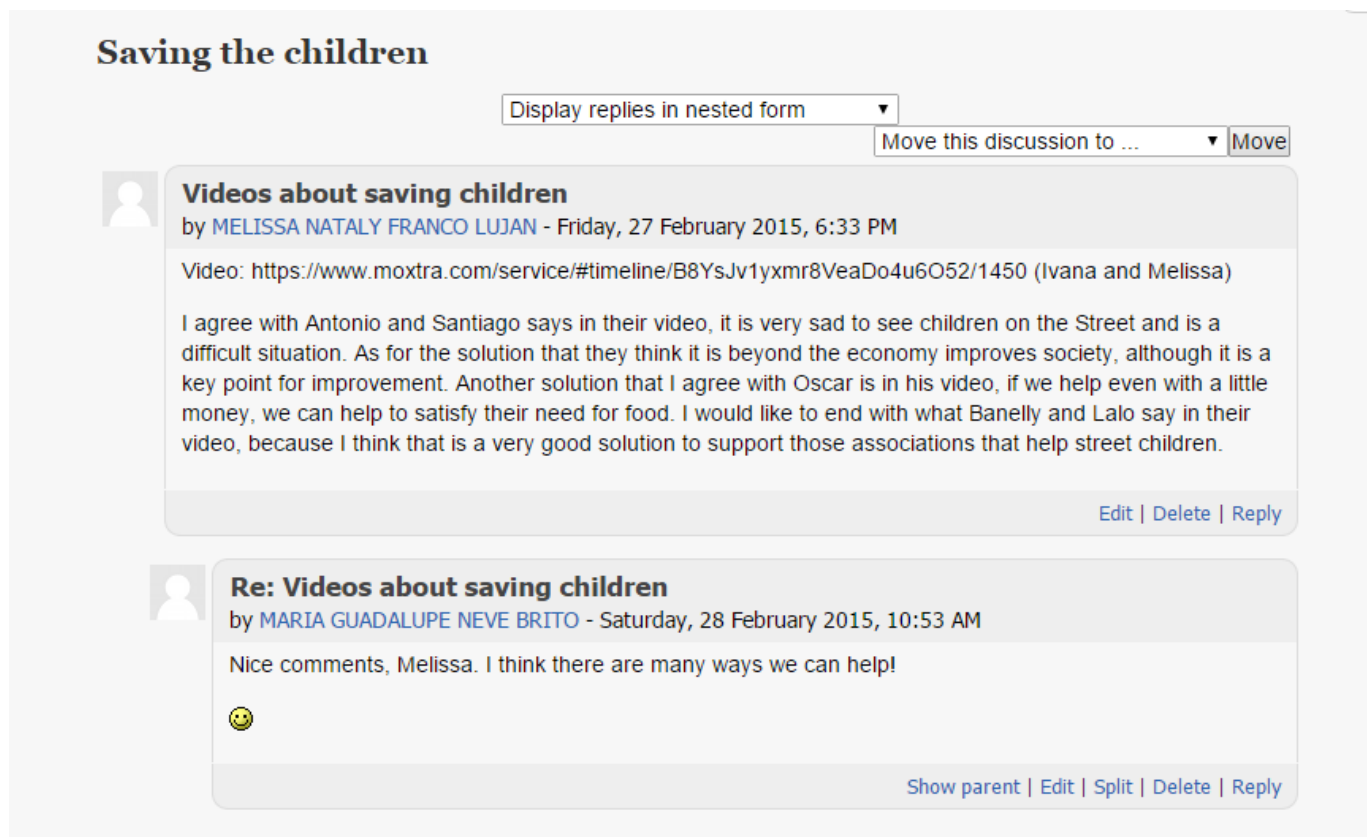 Saving the children
Display replies in nested form
Move this discussion to ... Move
Videos about saving children
by MELISSA NATALY FRANCO LUJAN - Friday, 27 February 2015, 6:33 PM
Video: https://www.moxtra.com/service/#timeline/B8YsJv1yxmr8VeaDo4u6O52/1450 (Ivana and Melissa)
I agree with Antonio and Santiago says in their video, it is very sad to see children on the Street and is a
difficult situation. As for the solution that they think it is beyond the economy improves society, although it is a
key point for improvement. Another solution that I agree with Oscar is in his video, if we help even with a little
money, we can help to satisfy their need for food. I would like to end with what Banelly and Lalo say in their
video, because I think that is a very good solution to support those associations that help street children.
Edit | Delete | Reply
Re: Videos about saving children
by MARIA GUADALUPE NEVE BRITO - Saturday, 28 February 2015, 10:53 AM
Nice comments, Melissa. I think there are many ways we can help!
Show parent | Edit | Split | Delete | Reply